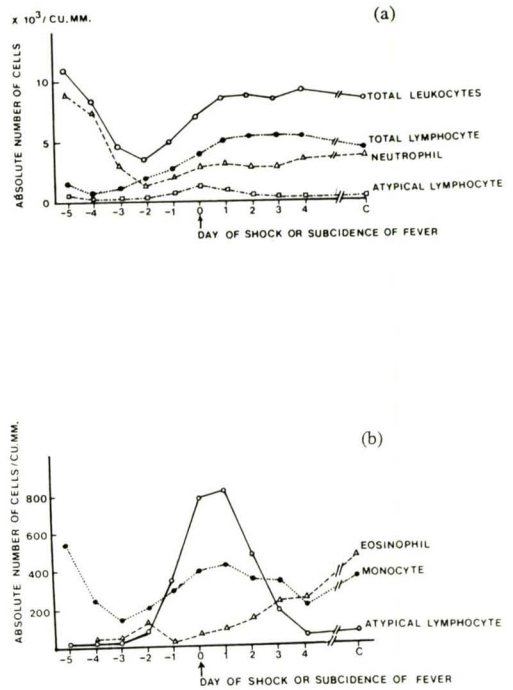 x 10³/CU.MM.
(a)
ABSOLUTE NUMBER OF CELLS
10
5
0
TOTAL LEUKOCYTES
TOTAL LYMPHOCYTE
NEUTROPHIL
ATYPICAL LYMPHOCYTE
-5 -4 -3 -2 -1 0 1 2 3 4 C
DAY OF SHOCK OR SUBCIDENCE OF FEVER
(b)
ABSOLUTE NUMBER OF CELLS/CU.MM.
800
600
400
200
EOSINOPHIL
MONOCYTE
ATYPICAL LYMPHOCYTE
-5 -4 -3 -2 -1 0 1 2 3 4 C
DAY OF SHOCK OR SUBCIDENCE OF FEVER